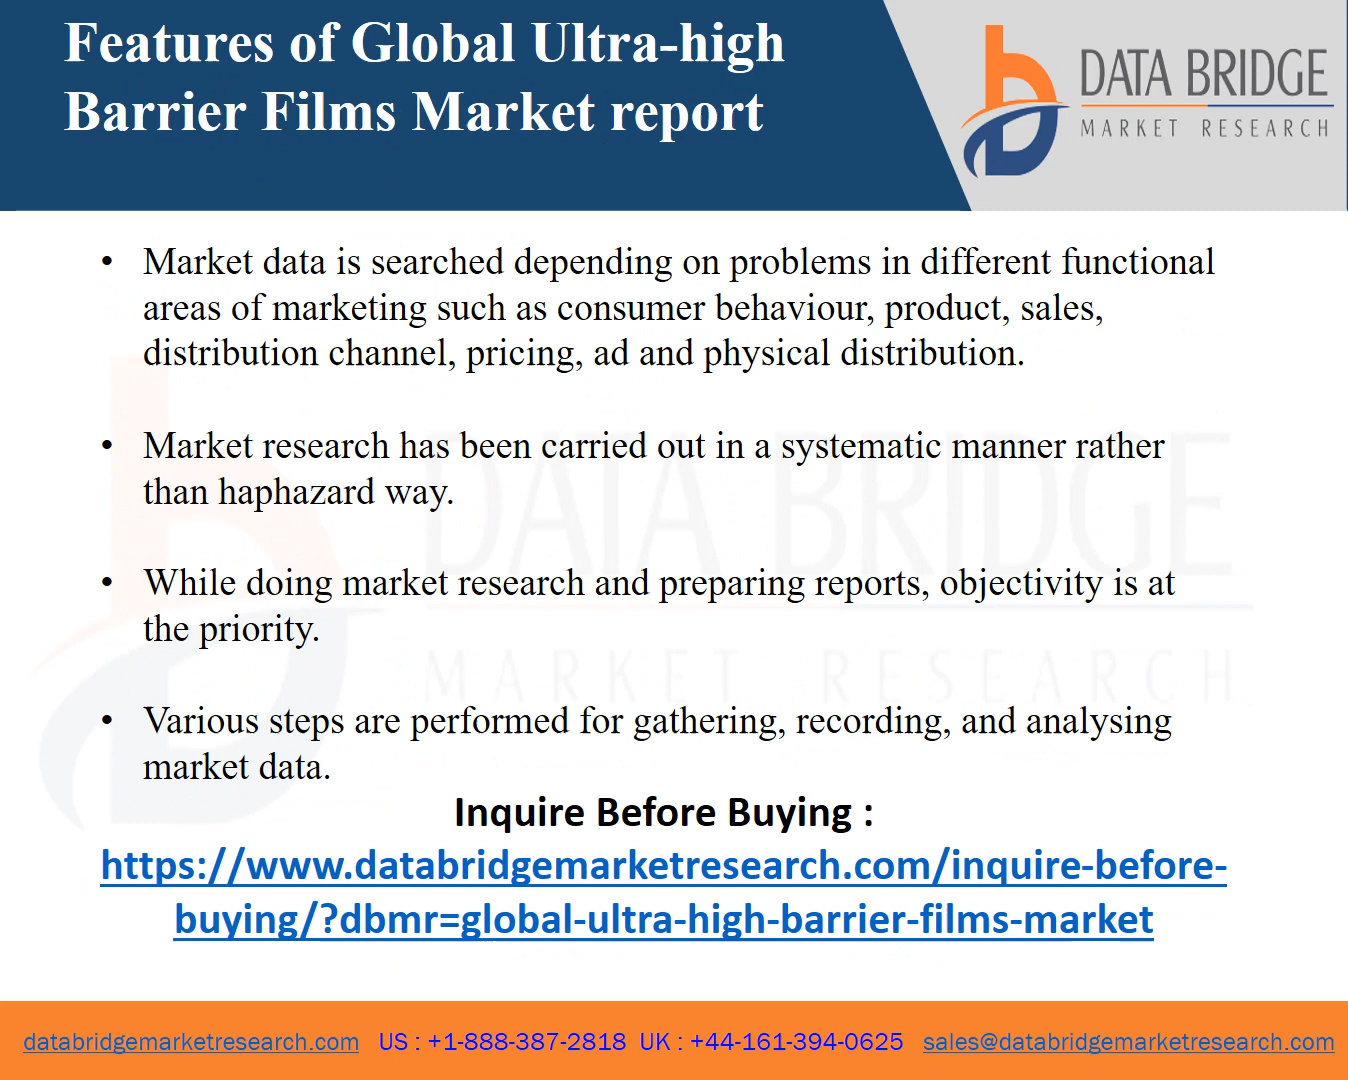 Features of Global Ultra-high
Barrier Films Market report
DATA BRIDGE
MARKET RESEARCH
• Market data is searched depending on problems in different functional
areas of marketing such as consumer behaviour, product, sales,
distribution channel, pricing, ad and physical distribution.
• Market research has been carried out in a systematic manner rather
than haphazard way.
• While doing market research and preparing reports, objectivity is at
the priority.
• Various steps are performed for gathering, recording, and analysing
market data.
DATA BRIDGE
MARKET RESEARCH
Inquire Before Buying :
https://www.databridgemarketresearch.com/inquire-before-
buying/?dbmr=global-ultra-high-barrier-films-market
databridgemarketresearch.com US : +1-888-387-2818 UK : +44-161-394-0625 sales@databridgemarketresearch.com